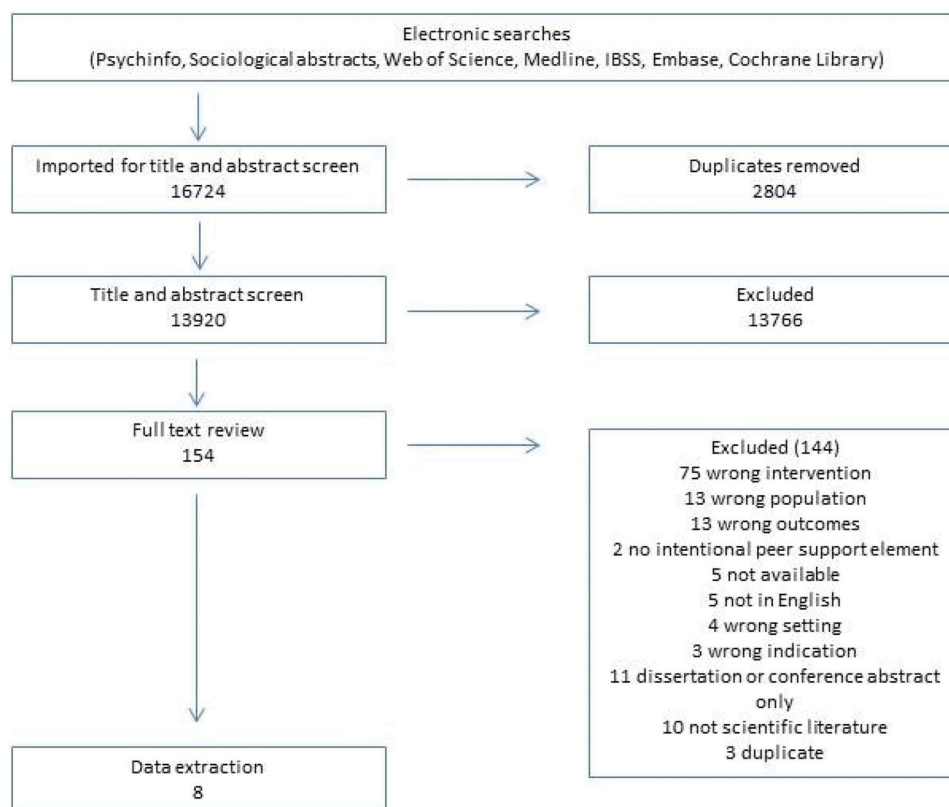 Electronic searches
(Psychinfo, Sociological abstracts, Web of Science, Medline, IBSS, Embase, Cochrane Library)
Imported for title and abstract screen
16724
Duplicates removed
2804
Title and abstract screen
13920
Excluded
13766
Full text review
154
Excluded (144)
75 wrong intervention
13 wrong population
13 wrong outcomes
2 no intentional peer support element
5 not available
5 not in English
4 wrong setting
3 wrong indication
11 dissertation or conference abstract
only
10 not scientific literature
3 duplicate
Data extraction
8